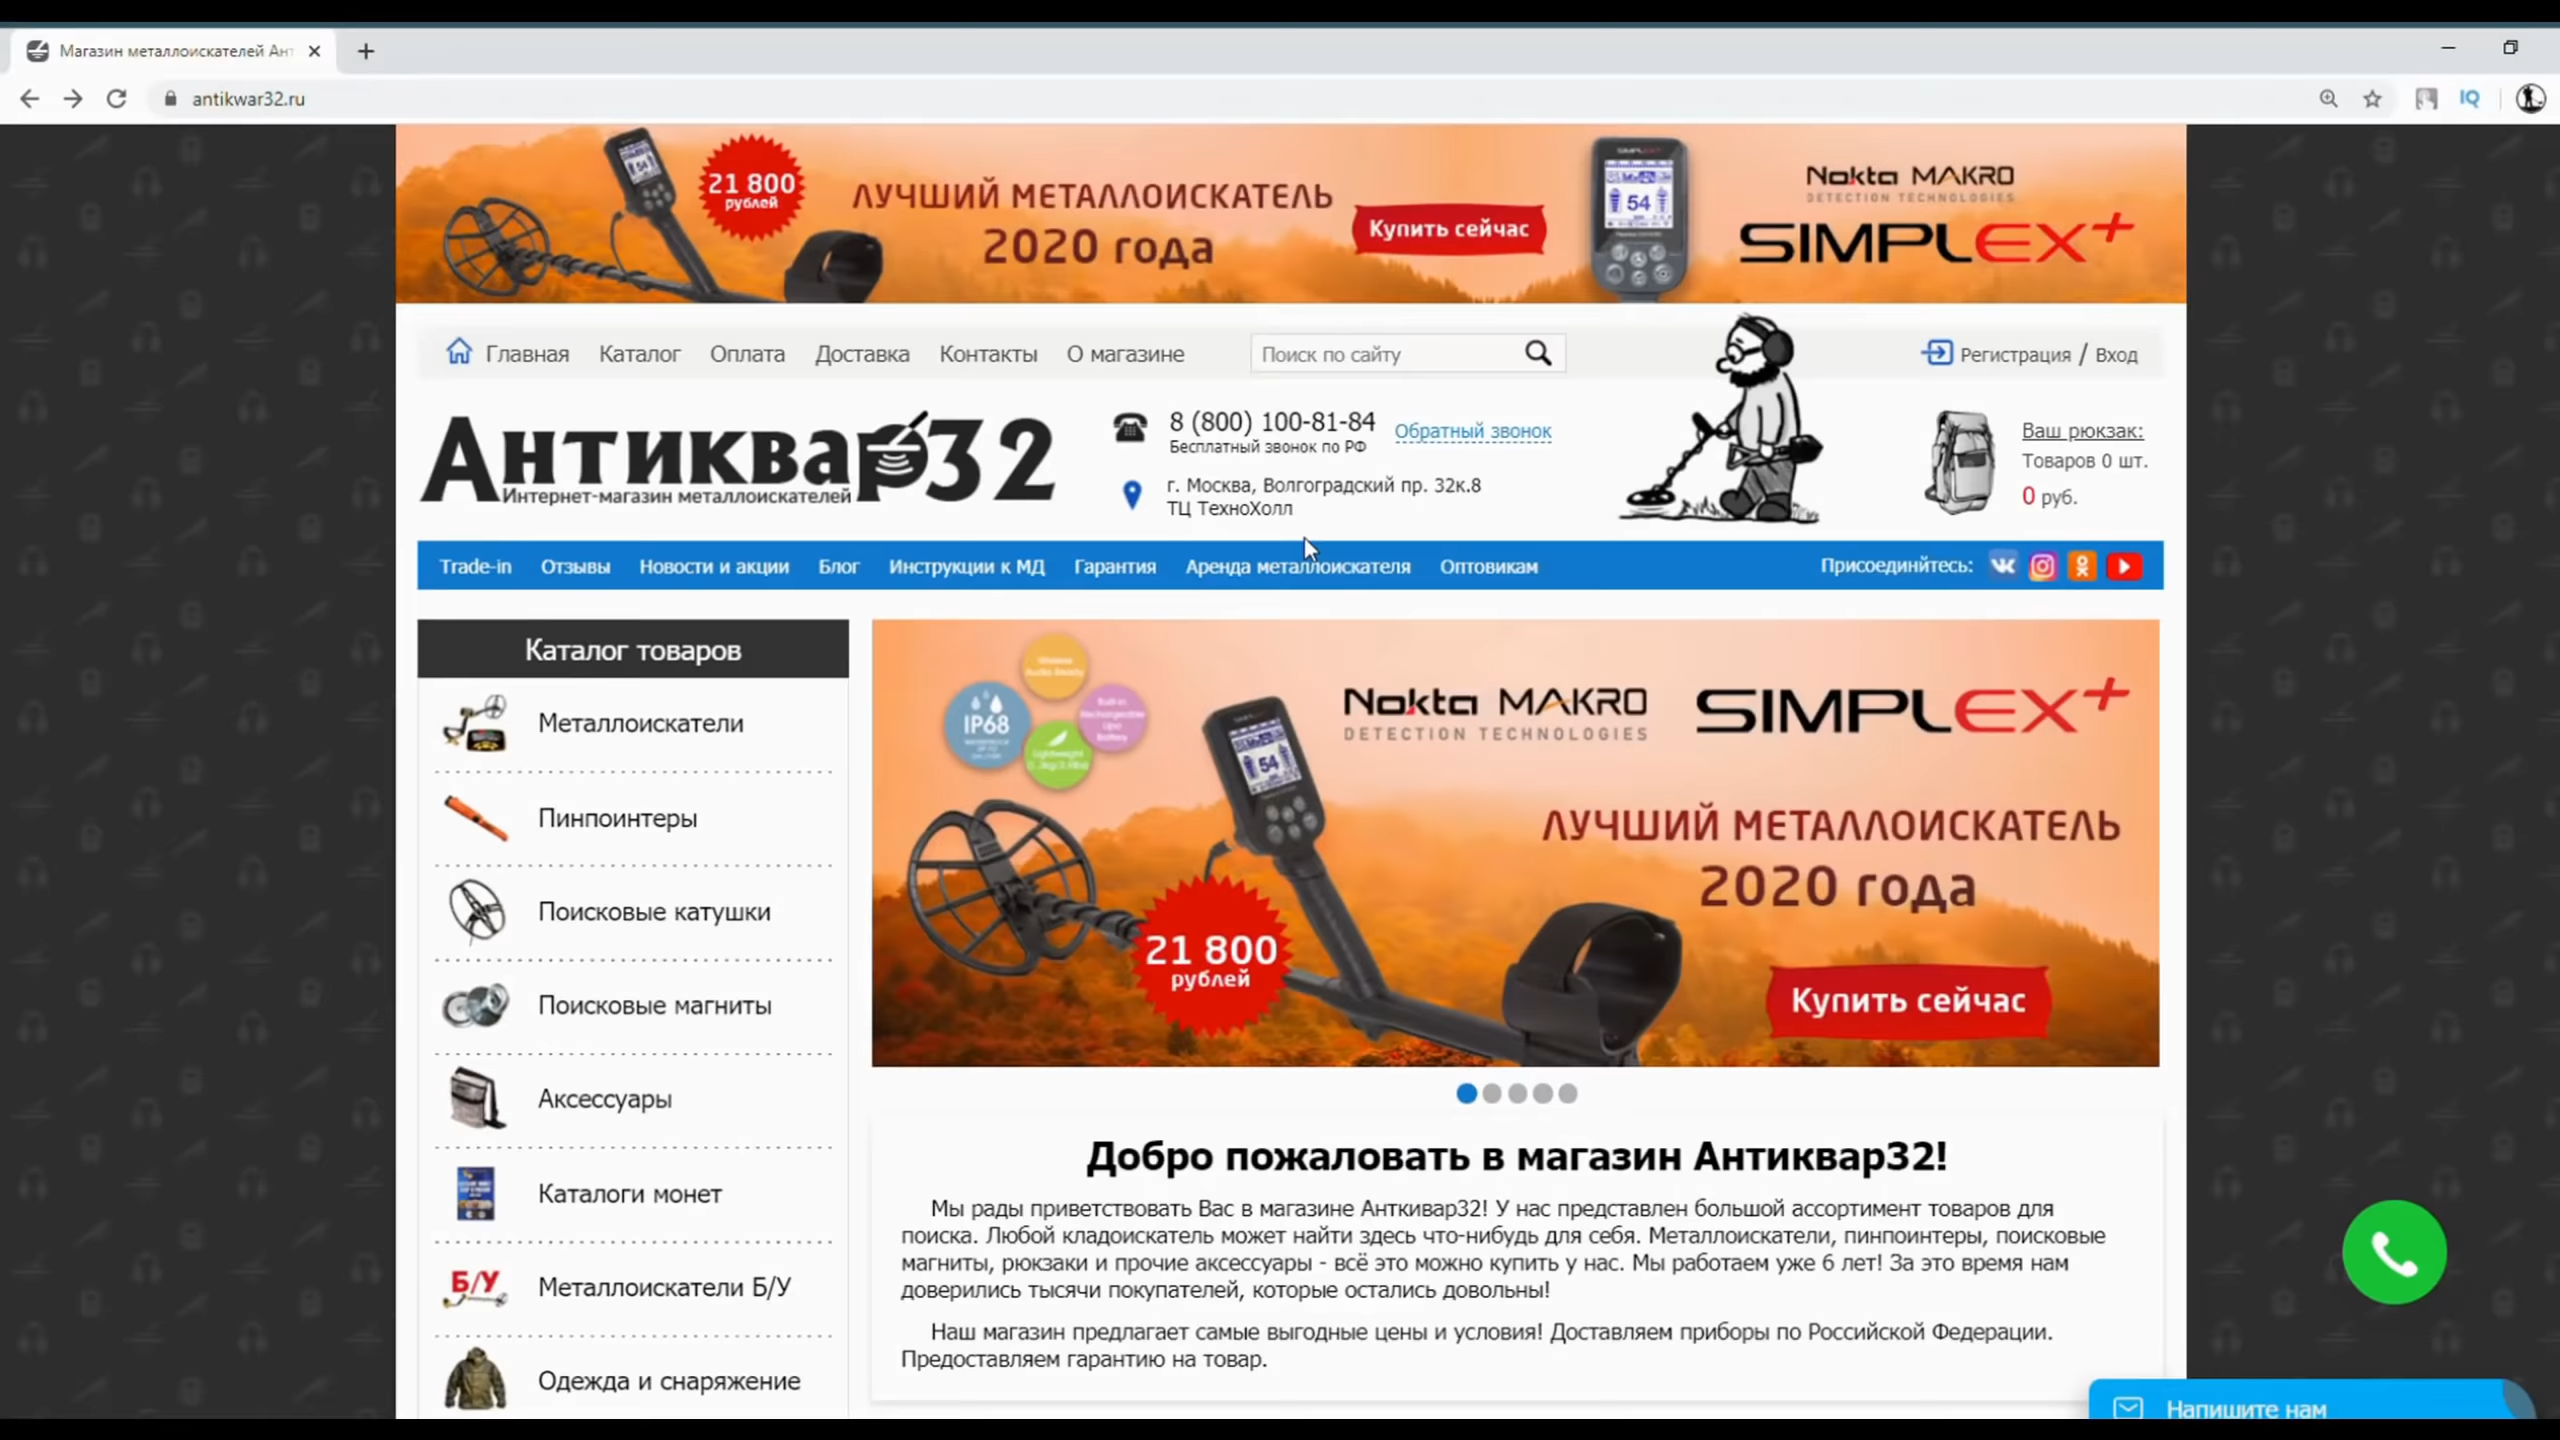 Магазин металлоискателей Ант
antikwar32.ru
IQ
21 800
рублей
ЛУЧШИЙ МЕТАЛЛОИСКАТЕЛЬ
2020 года
Купить сейчас
54
Nokta MAKRO
DETECTION TECHNOLOGIES
SIMPLEX+
Главная Каталог Оплата Доставка Контакты О магазине
Поиск по сайту
Регистрация / Вход
Антиквар32
Интернет-магазин металлоискателей
8 (800) 100-81-84
Бесплатный звонок по РФ
Обратный звонок
г. Москва, Волгоградский пр. 32к.8
ТЦ ТехноХолл
Ваш рюкзак:
Товаров 0 шт.
0 руб.
Trade-in Отзывы Новости и акции Блог Инструкции к МД Гарантия Аренда металлоискателя Оптовикам
Присоединйтесь:
Каталог товаров
Металлоискатели
Пинпоинтеры
Поисковые катушки
Поисковые магниты
Аксессуары
Каталоги монет
Б/У
Металлоискатели Б/У
Одежда и снаряжение
IP68
54
Nokta MAKRO
DETECTION TECHNOLOGIES
SIMPLEX+
ЛУЧШИЙ МЕТАЛЛОИСКАТЕЛЬ
2020 года
21 800
рублей
Купить сейчас
Добро пожаловать в магазин Антиквар32!
Мы рады приветствовать Вас в магазине Анткивар32! У нас представлен большой ассортимент товаров для
поиска. Любой кладоискатель может найти здесь что-нибудь для себя. Металлоискатели, пинпоинтеры, поисковые
магниты, рюкзаки и прочие аксессуары - всё это можно купить у нас. Мы работаем уже 6 лет! За это время нам
доверились тысячи покупателей, которые остались довольны!
Наш магазин предлагает самые выгодные цены и условия! Доставляем приборы по Российской Федерации.
Предоставляем гарантию на товар.
Напишите нам